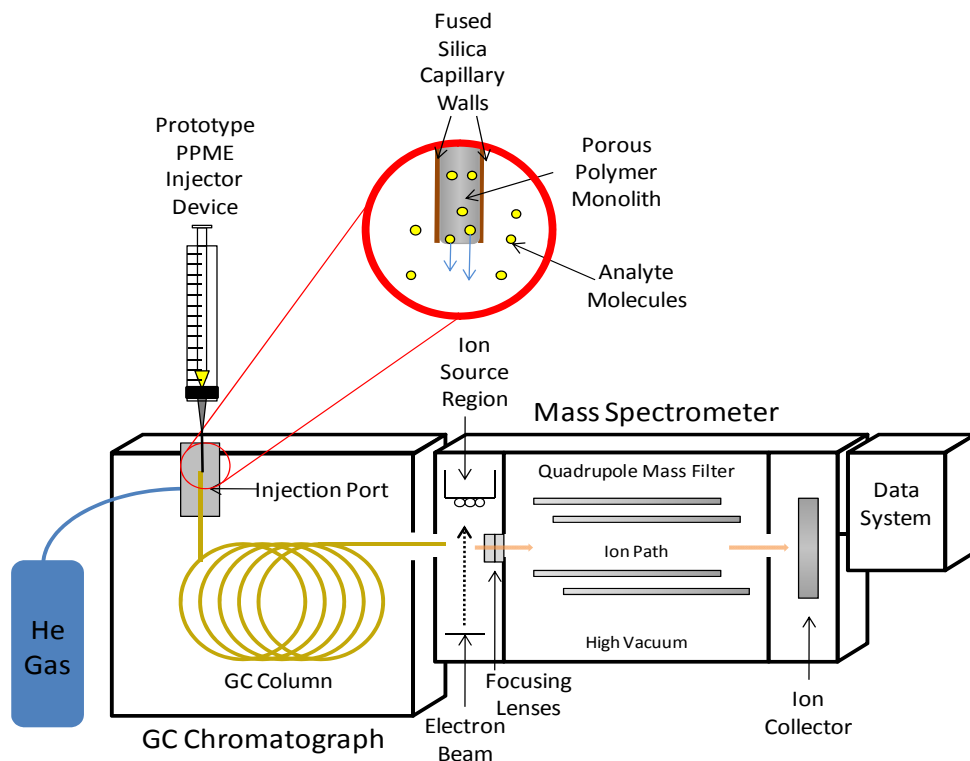 Fused
Silica
Capillary
Walls
Prototype
PPME
Injector
Device
Porous
Polymer
Monolith
Analyte
Molecules
Ion
Source
Region
Mass Spectrometer
Injection Port
Quadrupole Mass Filter
Data
System
Ion Path
He
Gas
GC Column
High Vacuum
GC Chromatograph
Electron
Beam
Focusing
Lenses
Ion
Collector